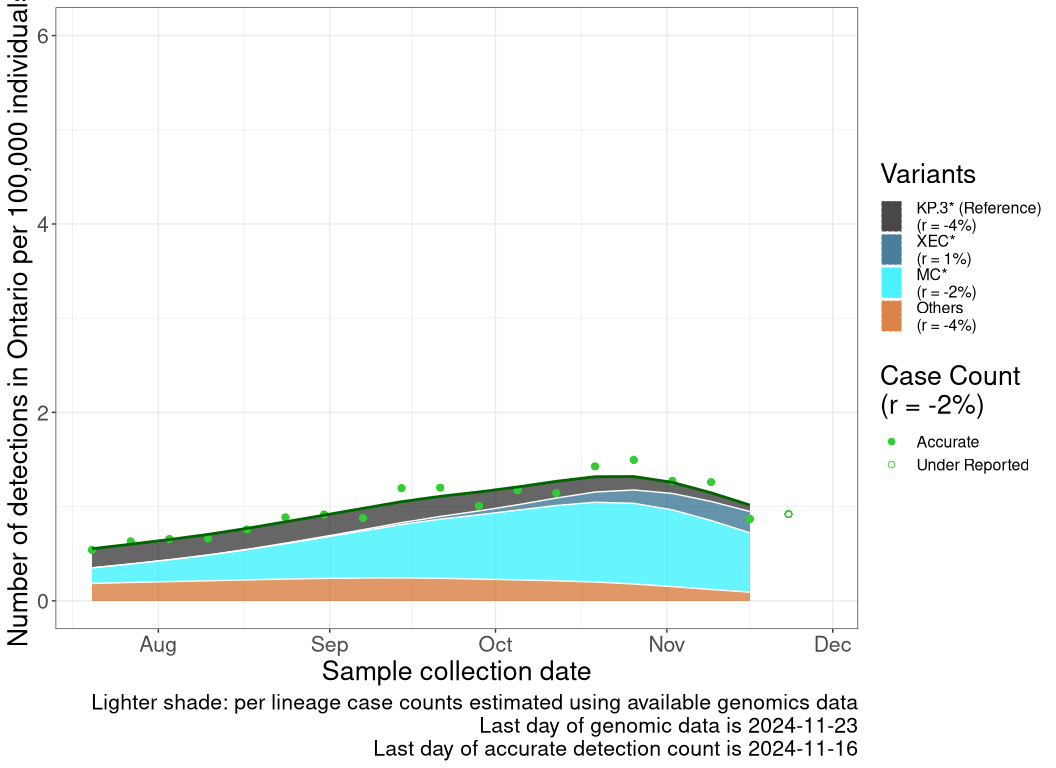 Number of detections in Ontario per 100,000 individuals
6
4
2
0
Aug Sep Oct Nov Dec
Sample collection date
Lighter shade: per lineage case counts estimated using available genomics data
Last day of genomic data is 2024-11-23
Last day of accurate detection count is 2024-11-16
Variants
KP.3* (Reference)
(r = -4%)
XEC*
(r = 1%)
MC*
(r = -2%)
Others
(r = -4%)
Case Count
(r = -2%)
Accurate
Under Reported